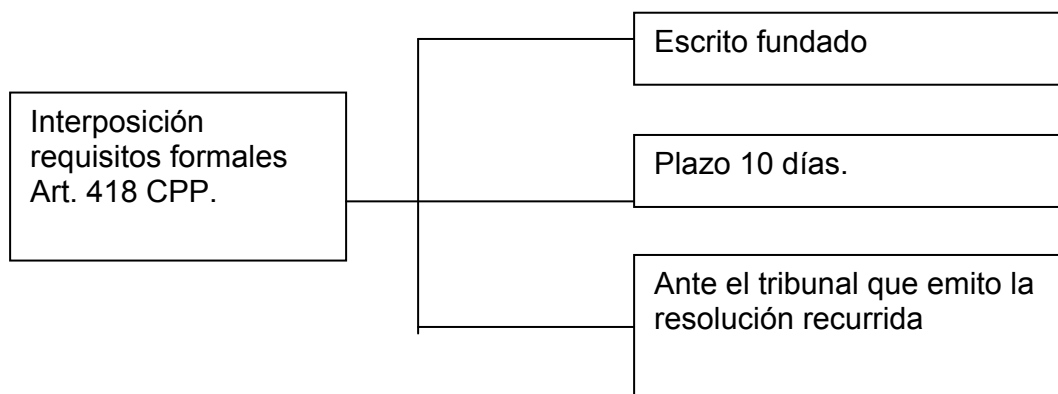 Interposición
requisitos formales
Art. 418 CPP.
Escrito fundado
Plazo 10 días.
Ante el tribunal que emito la
resolución recurrida